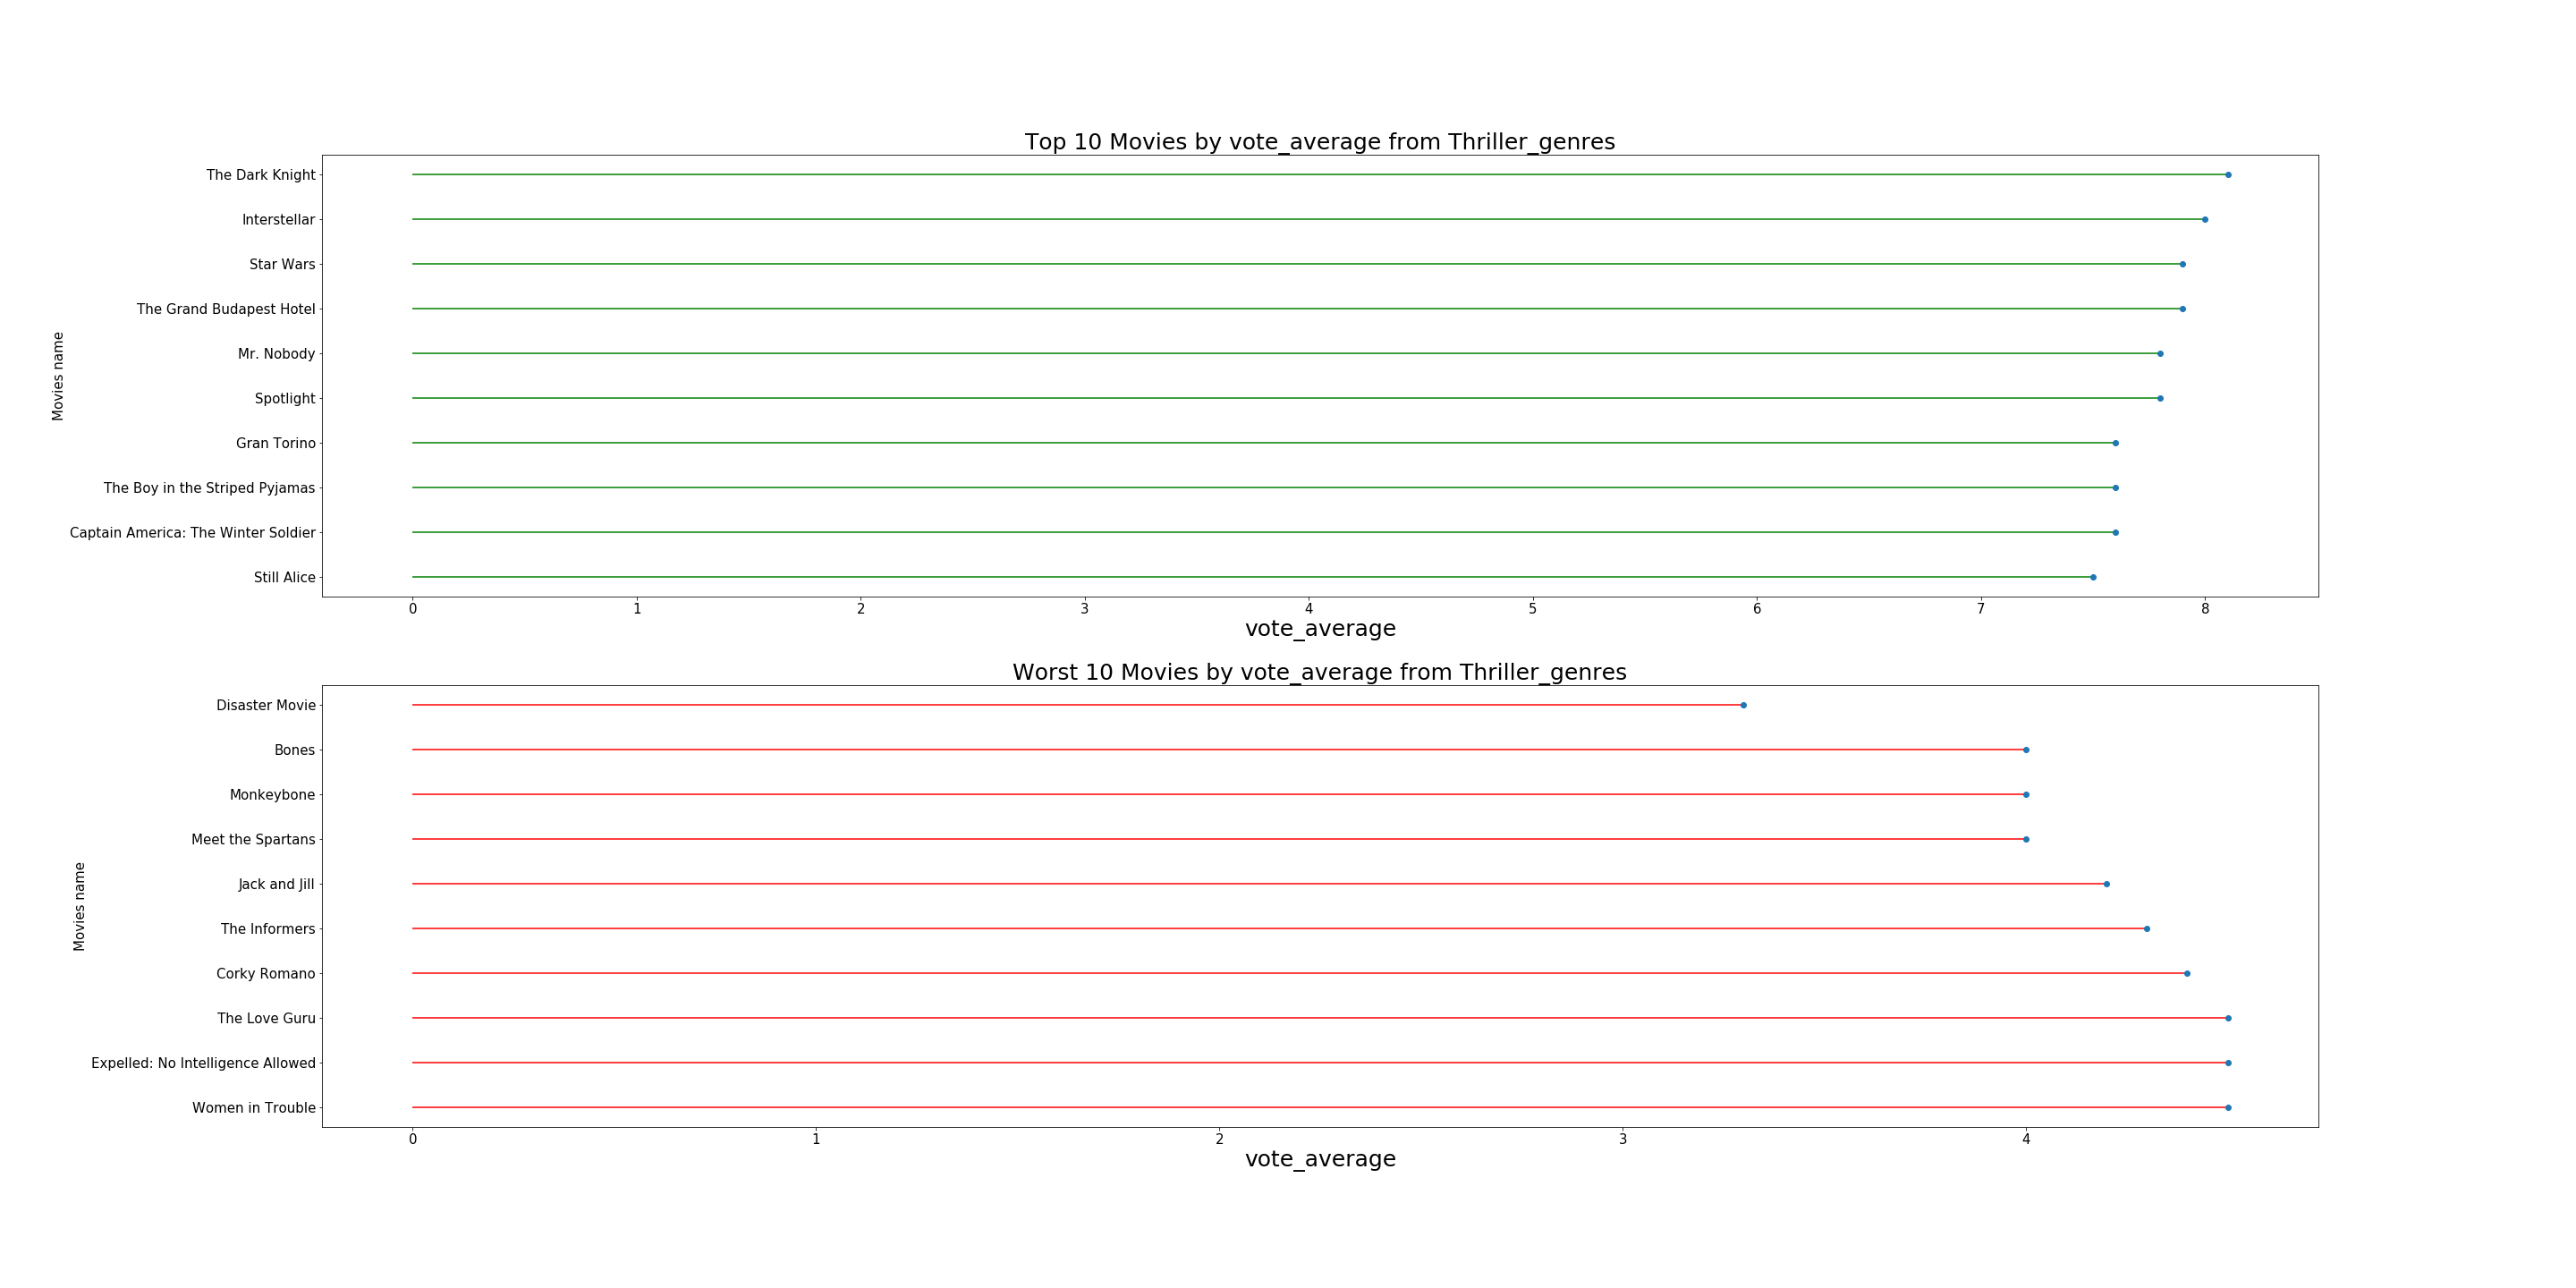 Top 10 Movies by vote_average from Thriller_genres
Movies name
The Dark Knight
Interstellar
Star Wars
The Grand Budapest Hotel
Mr. Nobody
Spotlight
Gran Torino
The Boy in the Striped Pyjamas
Captain America: The Winter Soldier
Still Alice
0 1 2 3 4 5 6 7 8
vote_average
Worst 10 Movies by vote_average from Thriller_genres
Movies name
Disaster Movie
Bones
Monkeybone
Meet the Spartans
Jack and Jill
The Informers
Corky Romano
The Love Guru
Expelled: No Intelligence Allowed
Women in Trouble
0 1 2 3 4
vote_average